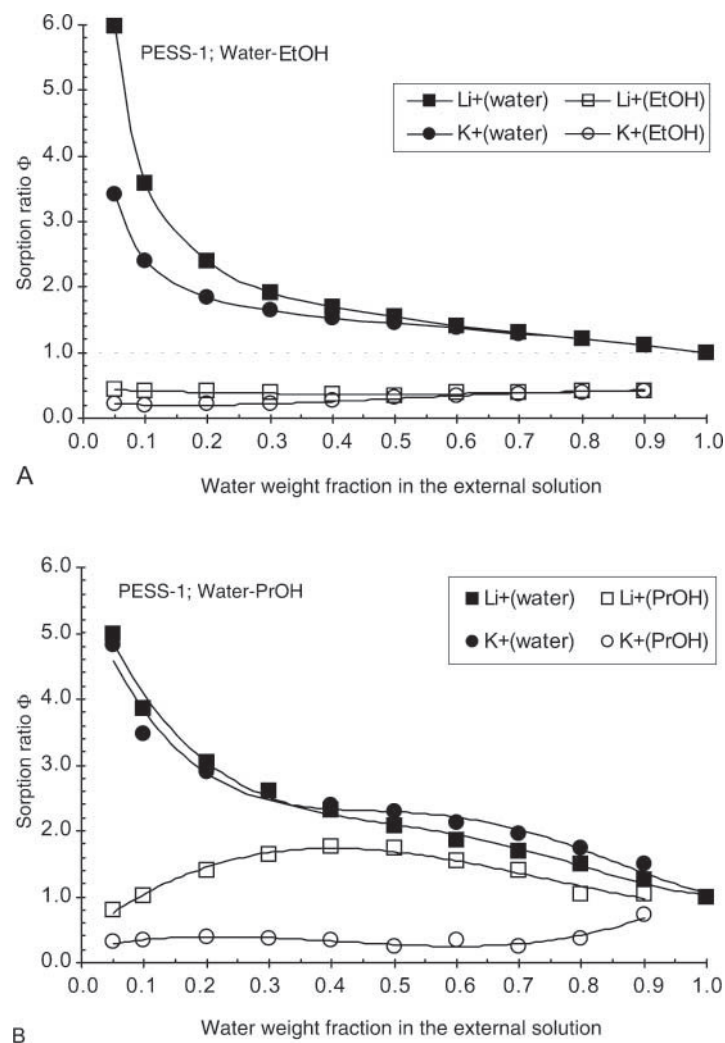 6.0
5.0
4.0
3.0
2.0
1.0
0.0
Sorption ratio Φ
PESS-1; Water-EtOH
Li+(water) Li+(EtOH)
K+(water) K+(EtOH)
0.0 0.1 0.2 0.3 0.4 0.5 0.6 0.7 0.8 0.9 1.0
Water weight fraction in the external solution
A
6.0
5.0
4.0
3.0
2.0
1.0
0.0
Sorption ratio Φ
PESS-1; Water-PrOH
Li+(water) Li+(PrOH)
K+(water) K+(PrOH)
0.0 0.1 0.2 0.3 0.4 0.5 0.6 0.7 0.8 0.9 1.0
Water weight fraction in the external solution
B